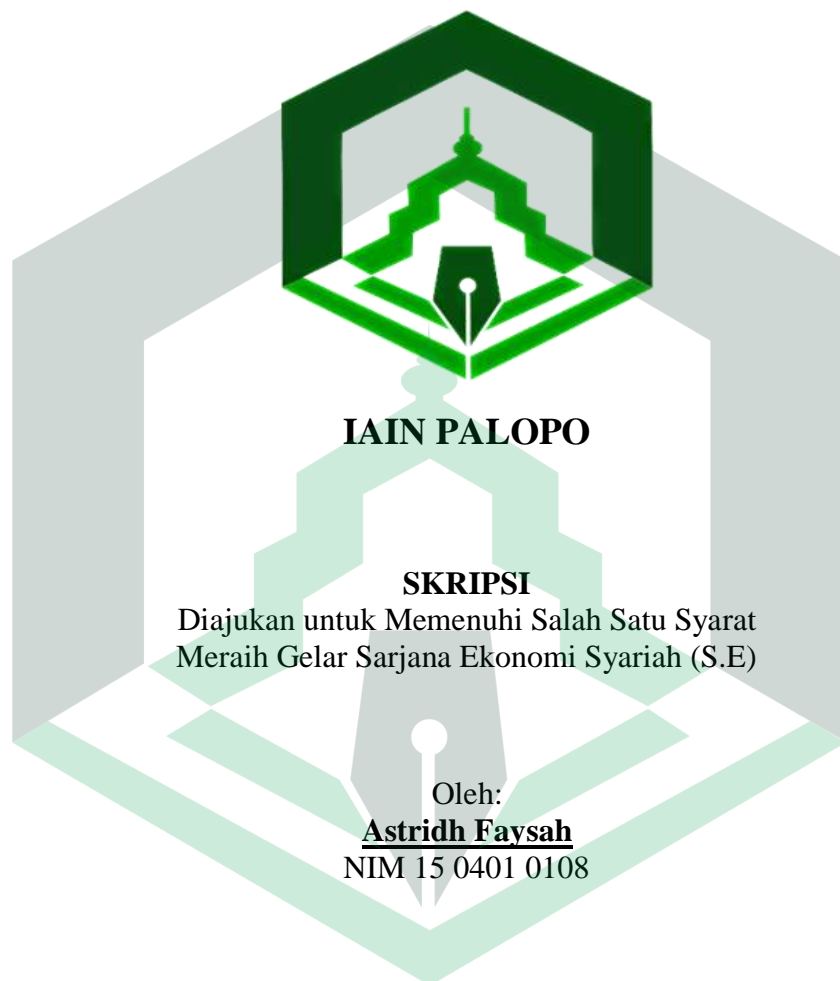 IAIN PALOPO
SKRIPSI
Diajukan untuk Memenuhi Salah Satu Syarat
Meraih Gelar Sarjana Ekonomi Syariah (S.E)
Oleh:
Astridh Faysah
NIM 15 0401 0108